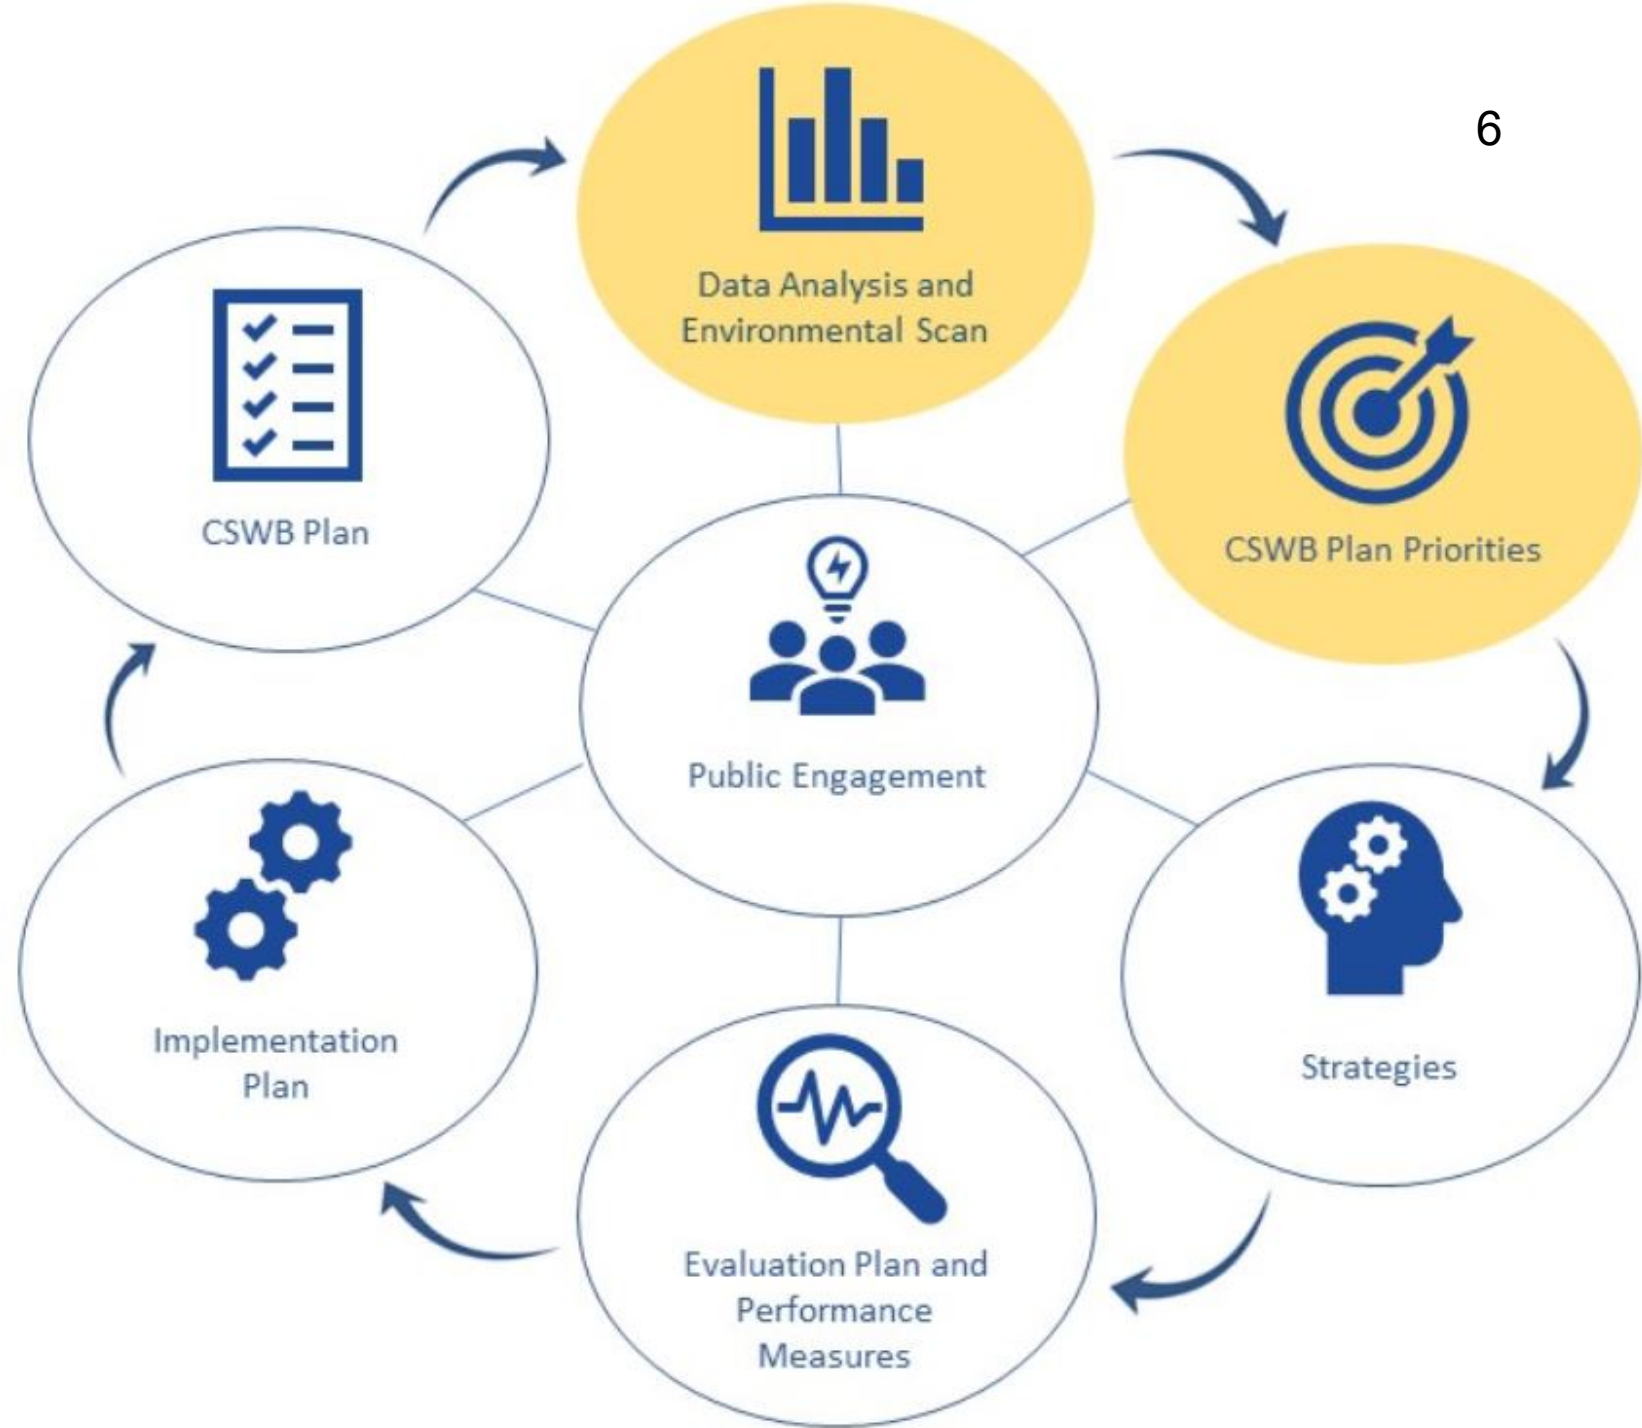 6
Data Analysis and
Environmental Scan
CSWB Plan Priorities
CSWB Plan
Public Engagement
Strategies
Implementation
Plan
Evaluation Plan and
Performance
Measures